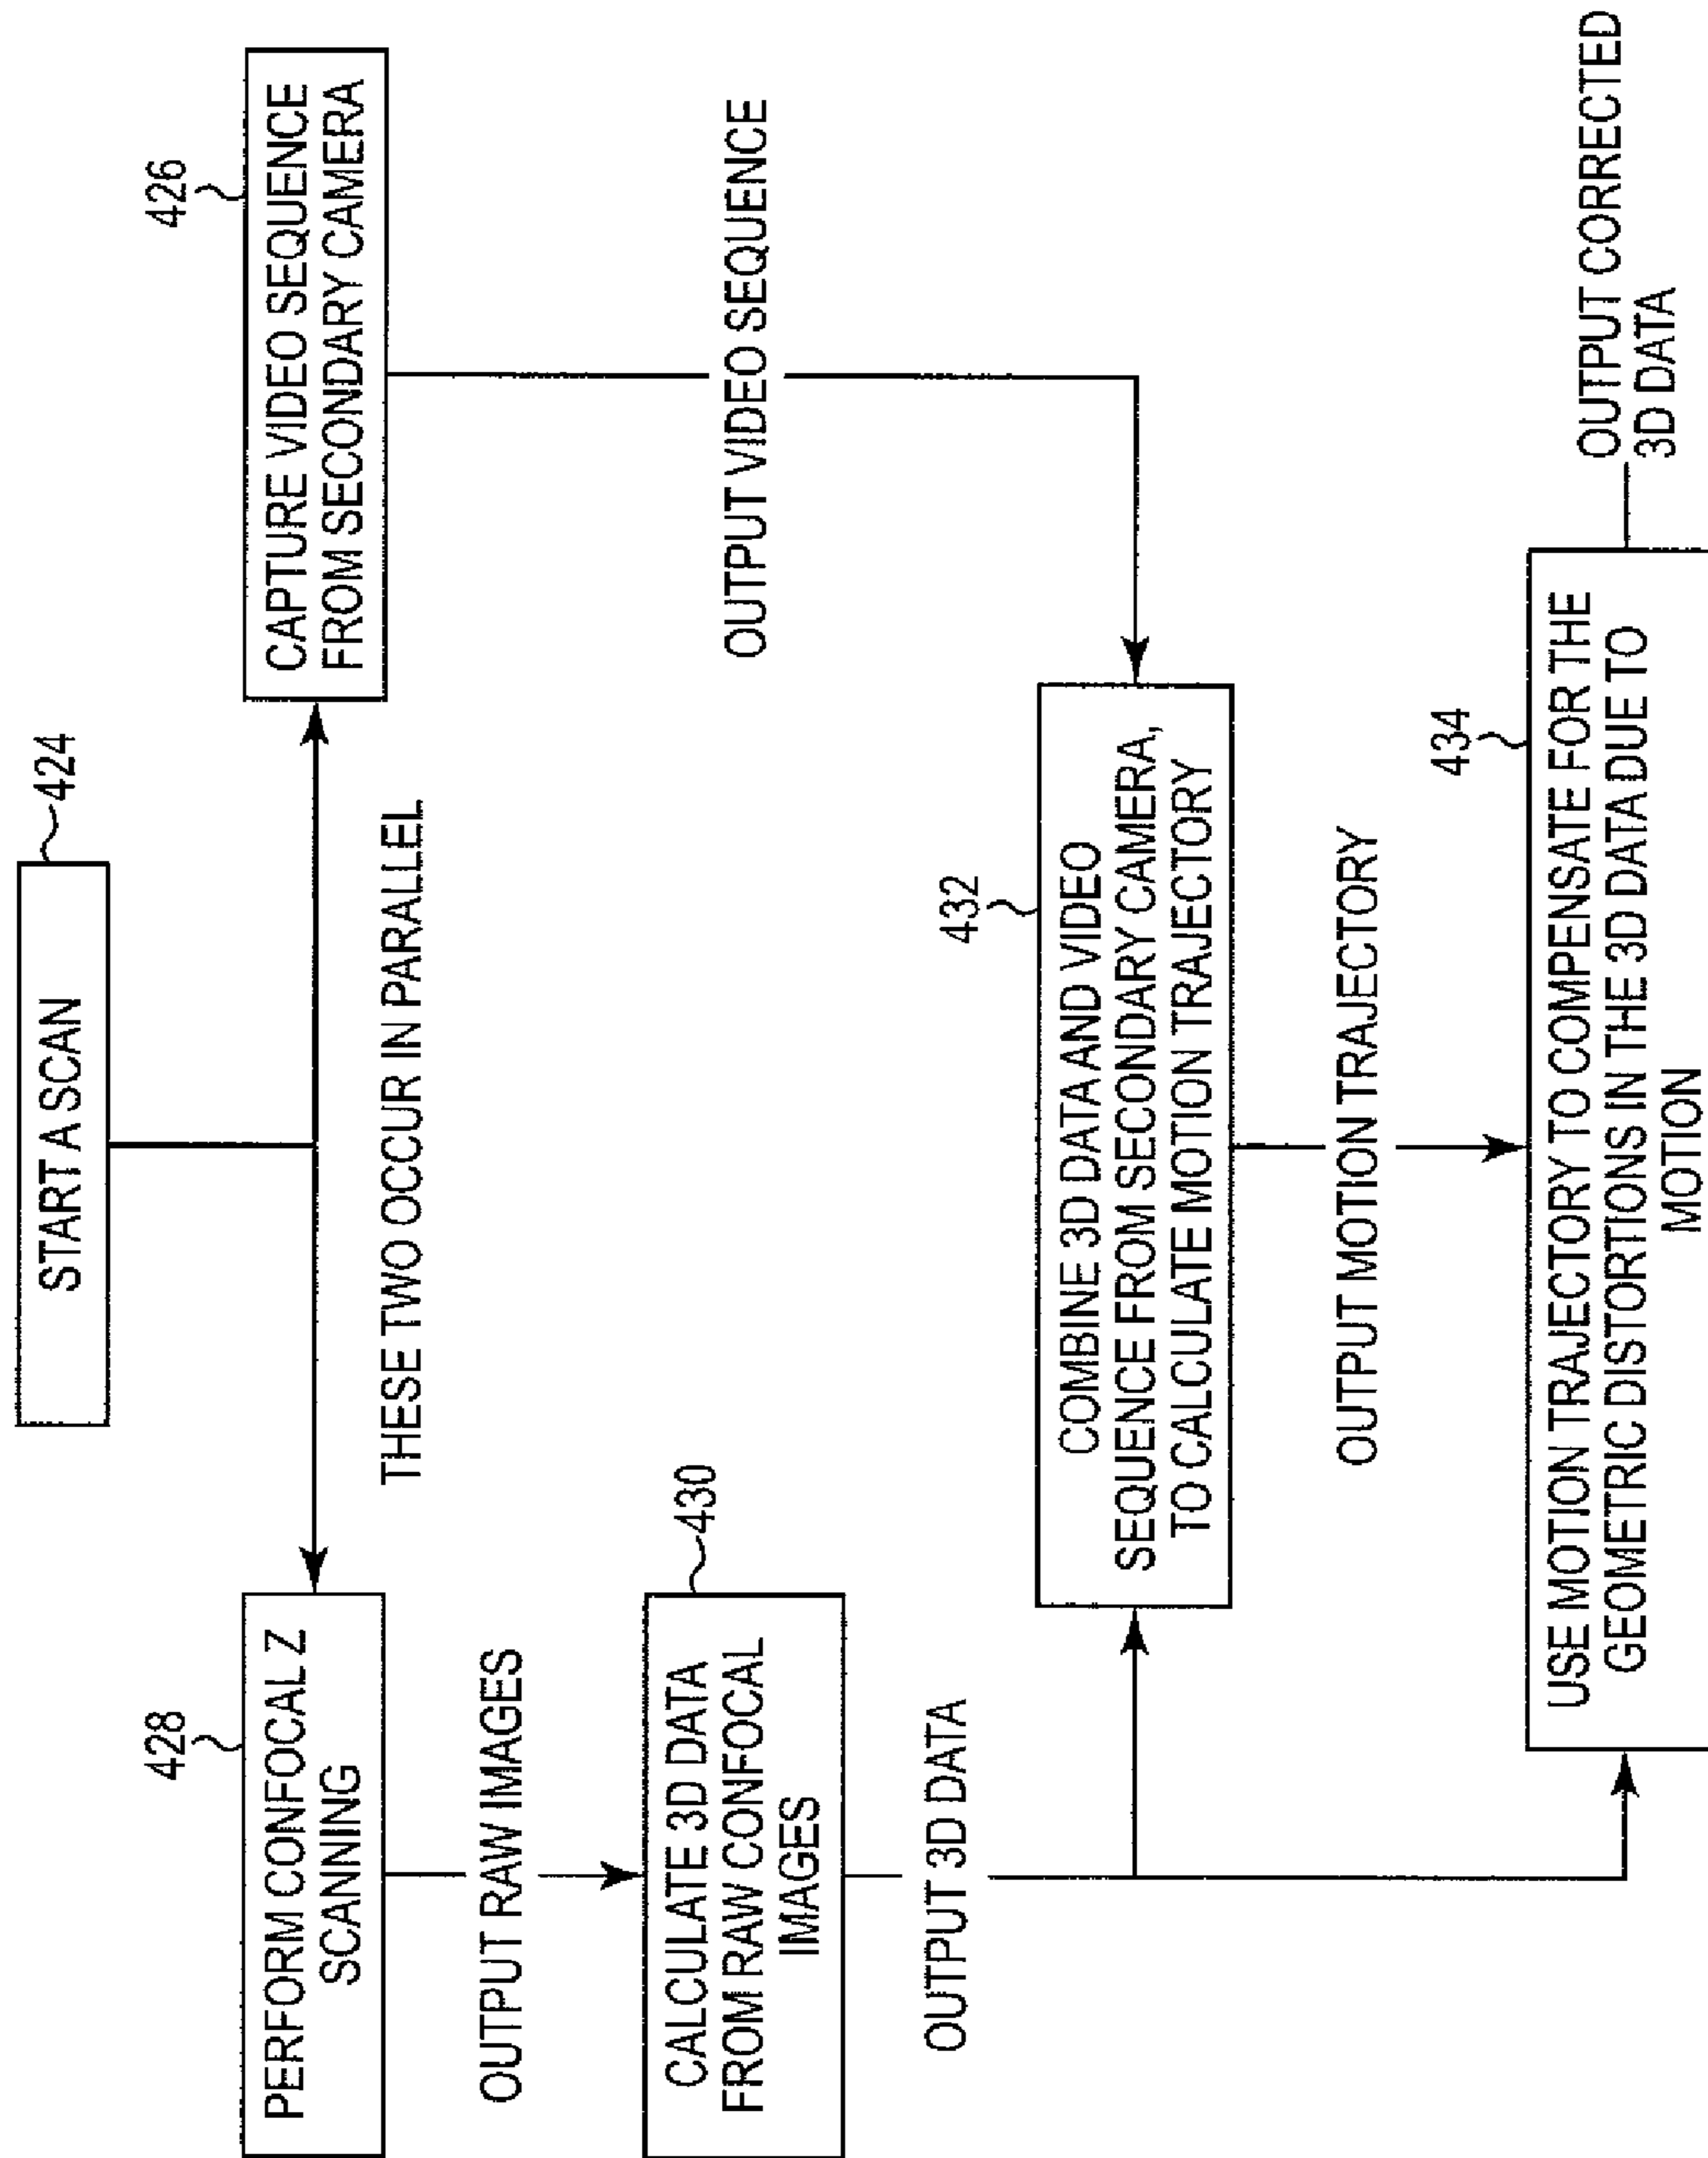 START A SCAN
424
428
PERFORM CONFOCAL Z
SCANNING
THESE TWO OCCUR IN PARALLEL
426
CAPTURE VIDEO SEQUENCE
FROM SECONDARY CAMERA
OUTPUT RAW IMAGES
OUTPUT VIDEO SEQUENCE
430
CALCULATE 3D DATA
FROM RAW CONFOCAL
IMAGES
OUTPUT 3D DATA
432
COMBINE 3D DATA AND VIDEO
SEQUENCE FROM SECONDARY CAMERA,
TO CALCULATE MOTION TRAJECTORY
OUTPUT MOTION TRAJECTORY
434
USE MOTION TRAJECTORY TO COMPENSATE FOR THE
GEOMETRIC DISTORTIONS IN THE 3D DATA DUE TO
MOTION
OUTPUT CORRECTED
3D DATA